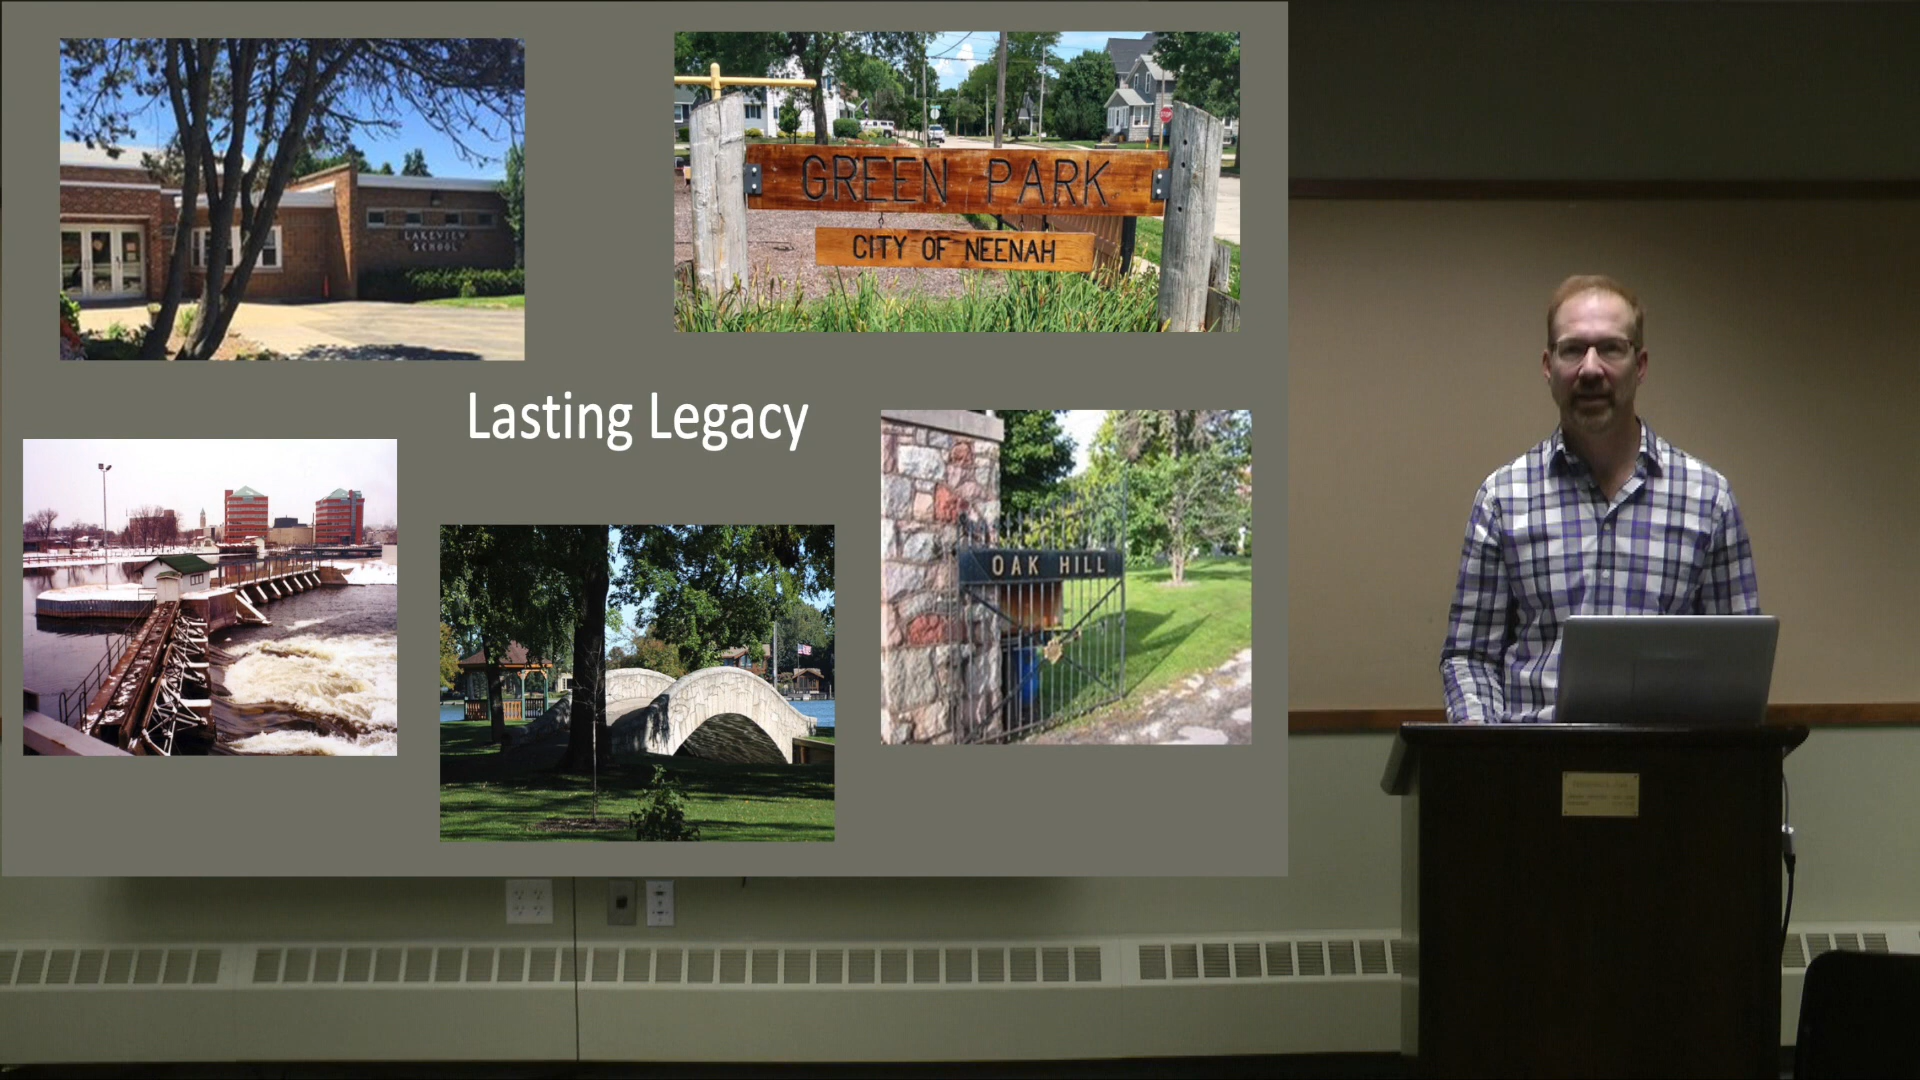 LAKEVIEW
SCHOOL
GREEN PARK
CITY OF NEENAH
Lasting Legacy
OAK HILL